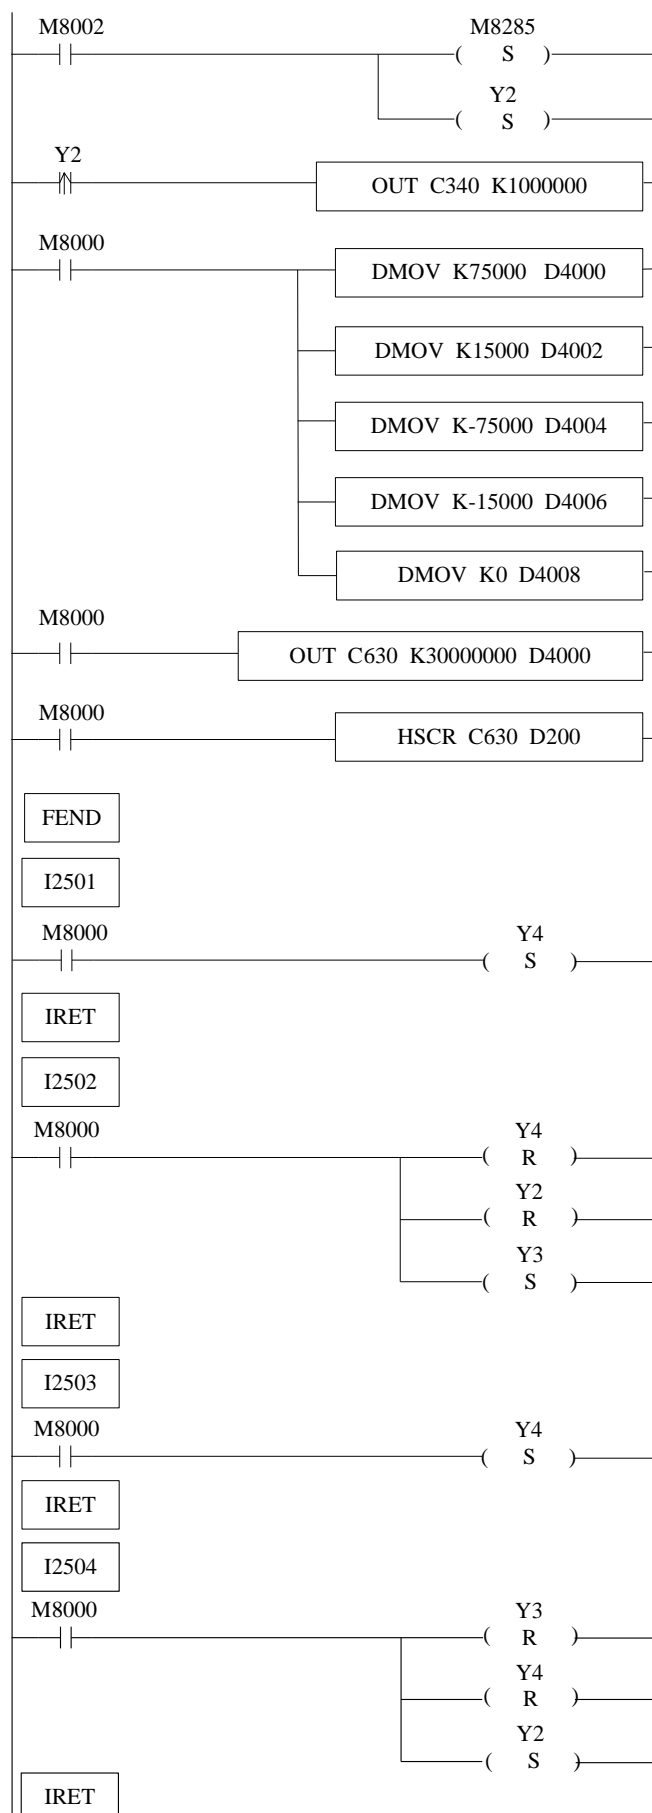 M8002
M8285
( S )
Y2
( S )
Y2
OUT C340 K1000000
M8000
DMOV K75000 D4000
DMOV K15000 D4002
DMOV K-75000 D4004
DMOV K-15000 D4006
DMOV K0 D4008
M8000
OUT C630 K30000000 D4000
M8000
HSCR C630 D200
FEND
I2501
M8000
Y4
( S )
IRET
I2502
M8000
Y4
( R )
Y2
( R )
Y3
( S )
IRET
I2503
M8000
Y4
( S )
IRET
I2504
M8000
Y3
( R )
Y4
( R )
Y2
( S )
IRET